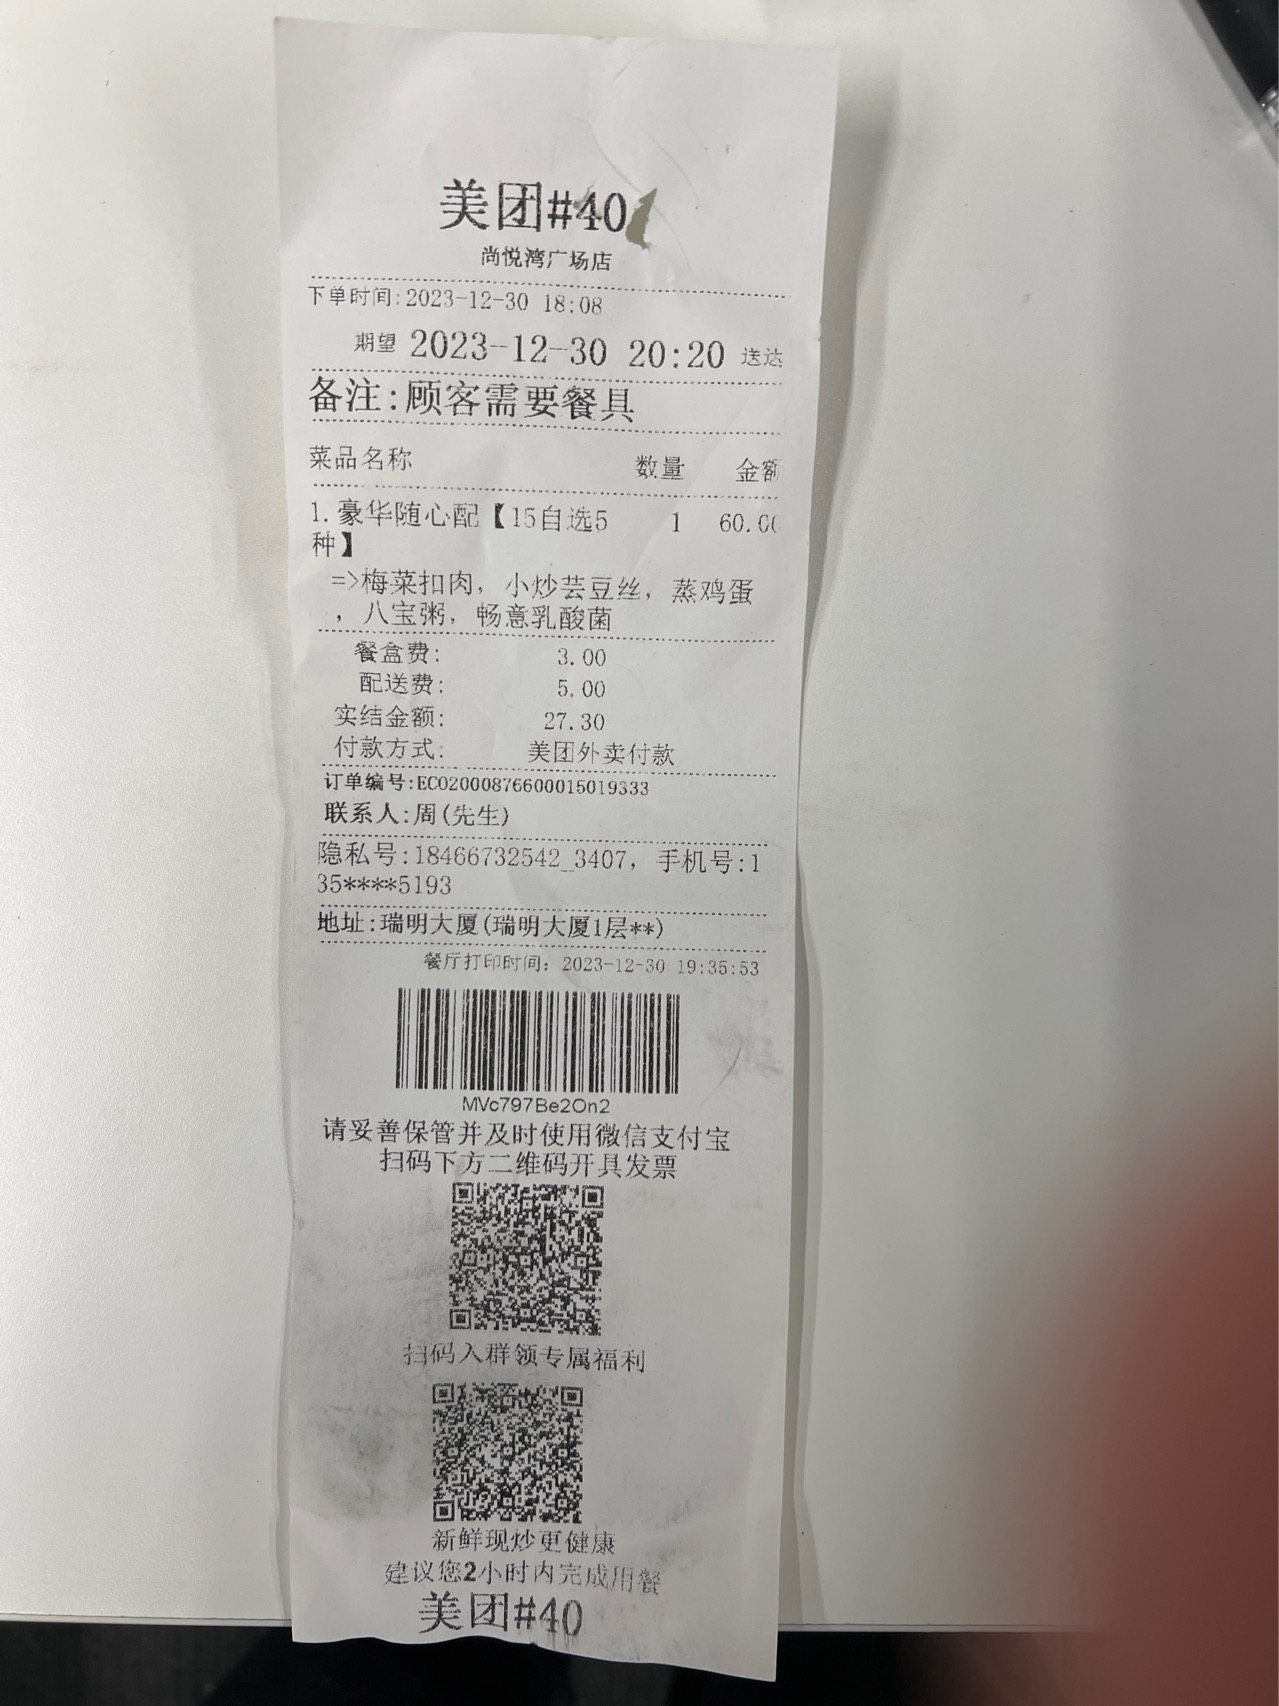 美团#40
尚悦湾广场店
下单时间:2023-12-30 18:08
期望 2023-12-30 20:20 送达
备注:顾客需要餐具
菜品名称 数量 金额
1.豪华随心配【15自选5 1 60.00
种】
=>梅菜扣肉, 小炒芸豆丝, 蒸鸡蛋
, 八宝粥, 畅意乳酸菌
餐盒费: 3.00
配送费: 5.00
实结金额: 27.30
付款方式: 美团外卖付款
订单编号:EC02000876600015019333
联系人:周(先生)
隐私号:18466732542_3407, 手机号:1
35****5193
地址:瑞明大厦(瑞明大厦1层**)
餐厅打印时间: 2023-12-30 19:35:53
MVc797Be2On2
请妥善保管并及时使用微信支付宝
扫码下方二维码开具发票
扫码入群领专属福利
新鲜现炒更健康
建议您2小时内完成用餐
美团#40